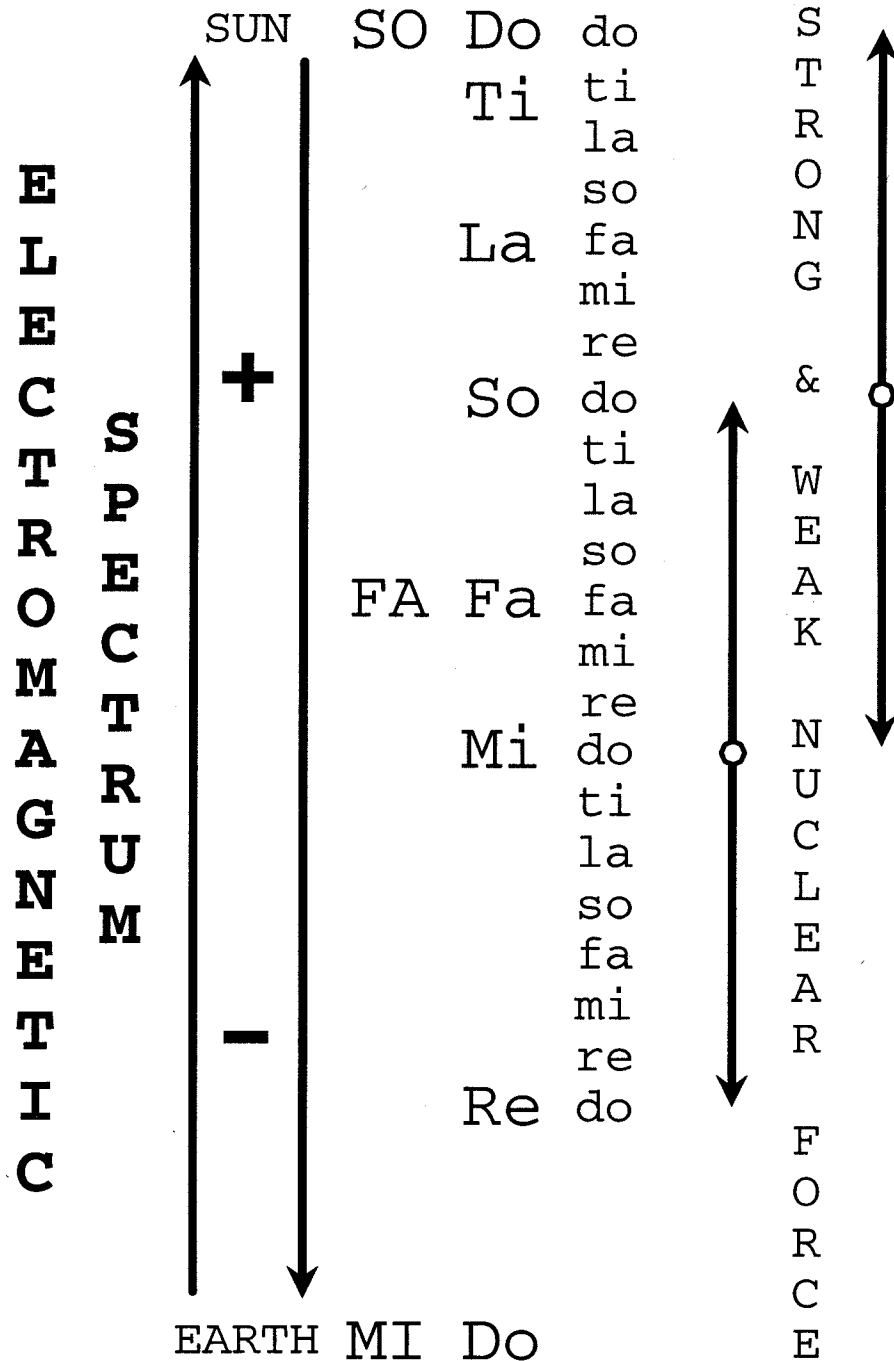 ELECTROMAGNETIC
SPECTRUM
SUN
+
-
EARTH
SO
FA
MI
Do
Ti
La
So
Fa
Mi
Re
Do
do
ti
la
so
fa
mi
re
do
ti
la
so
fa
mi
re
do
ti
la
so
fa
mi
re
do
STRONG & WEAK NUCLEAR FORCE